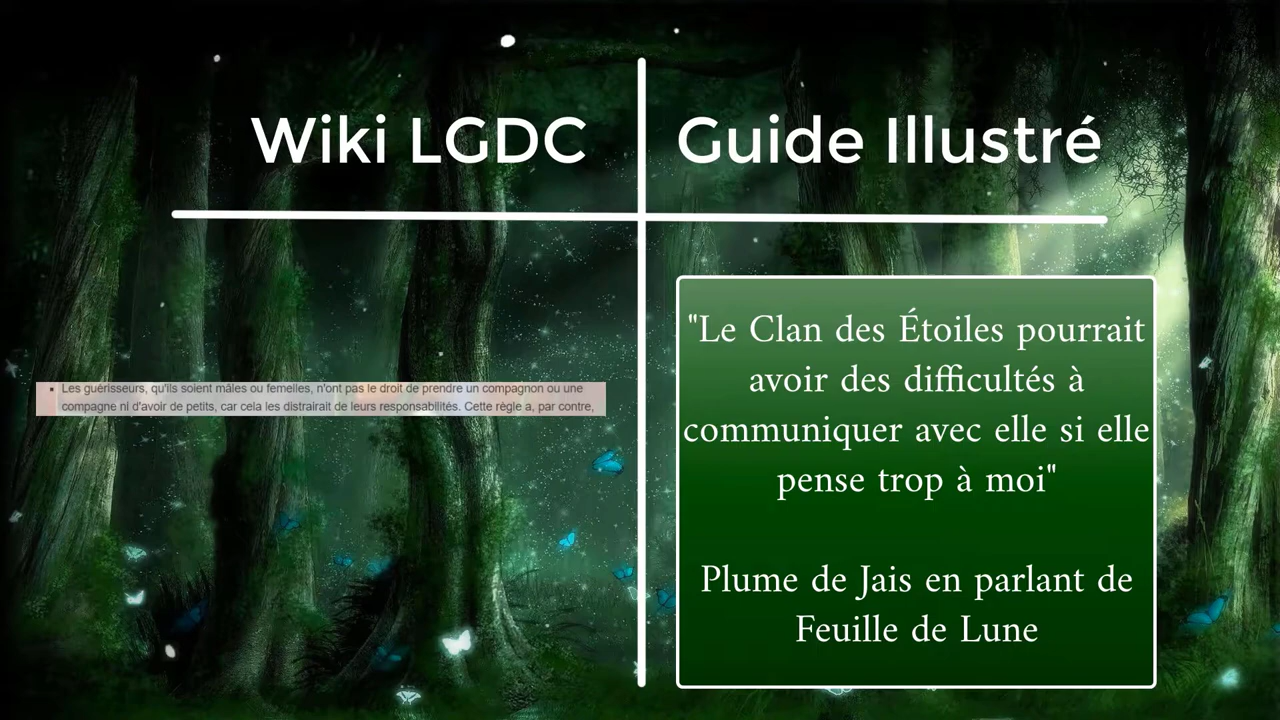 Wiki LGDC
Guide Illustré
Les guérisseurs, qu'ils soient mâles ou femelles, n'ont pas le droit de prendre un compagnon ou une
compagne ni d'avoir de petits, car cela les distrairait de leurs responsabilités. Cette règle a, par contre,
"Le Clan des Étoiles pourrait
avoir des difficultés à
communiquer avec elle si elle
pense trop à moi"
Plume de Jais en parlant de
Feuille de Lune